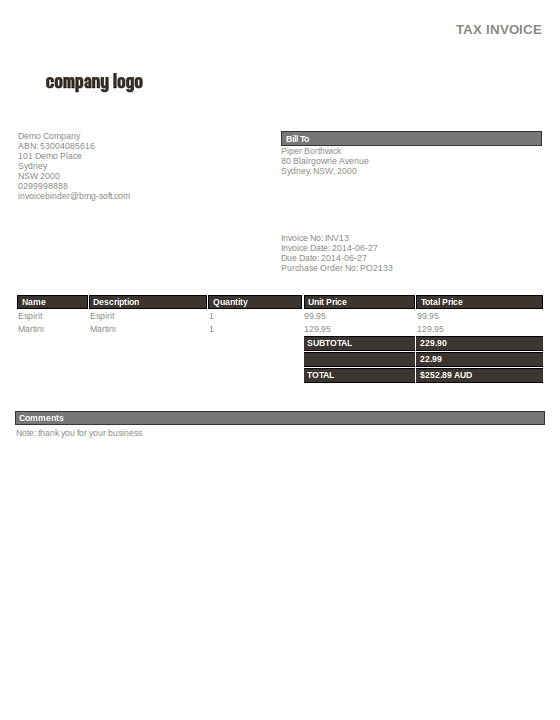 TAX INVOICE
company logo
Demo Company
ABN: 53004085616
101 Demo Place
Sydney
NSW 2000
0299998888
invoicebinder@bmg-soft.com
Bill To
Piper Borthwick
80 Blairgowrie Avenue
Sydney, NSW, 2000
Invoice No: INV13
Invoice Date: 2014-06-27
Due Date: 2014-06-27
Purchase Order No: PO2133
Name Description Quantity Unit Price Total Price
Espirit Espirit 1 99.95 99.95
Martini Martini 1 129.95 129.95
SUBTOTAL 229.90
22.99
TOTAL $252.89 AUD
Comments
Note: thank you for your business